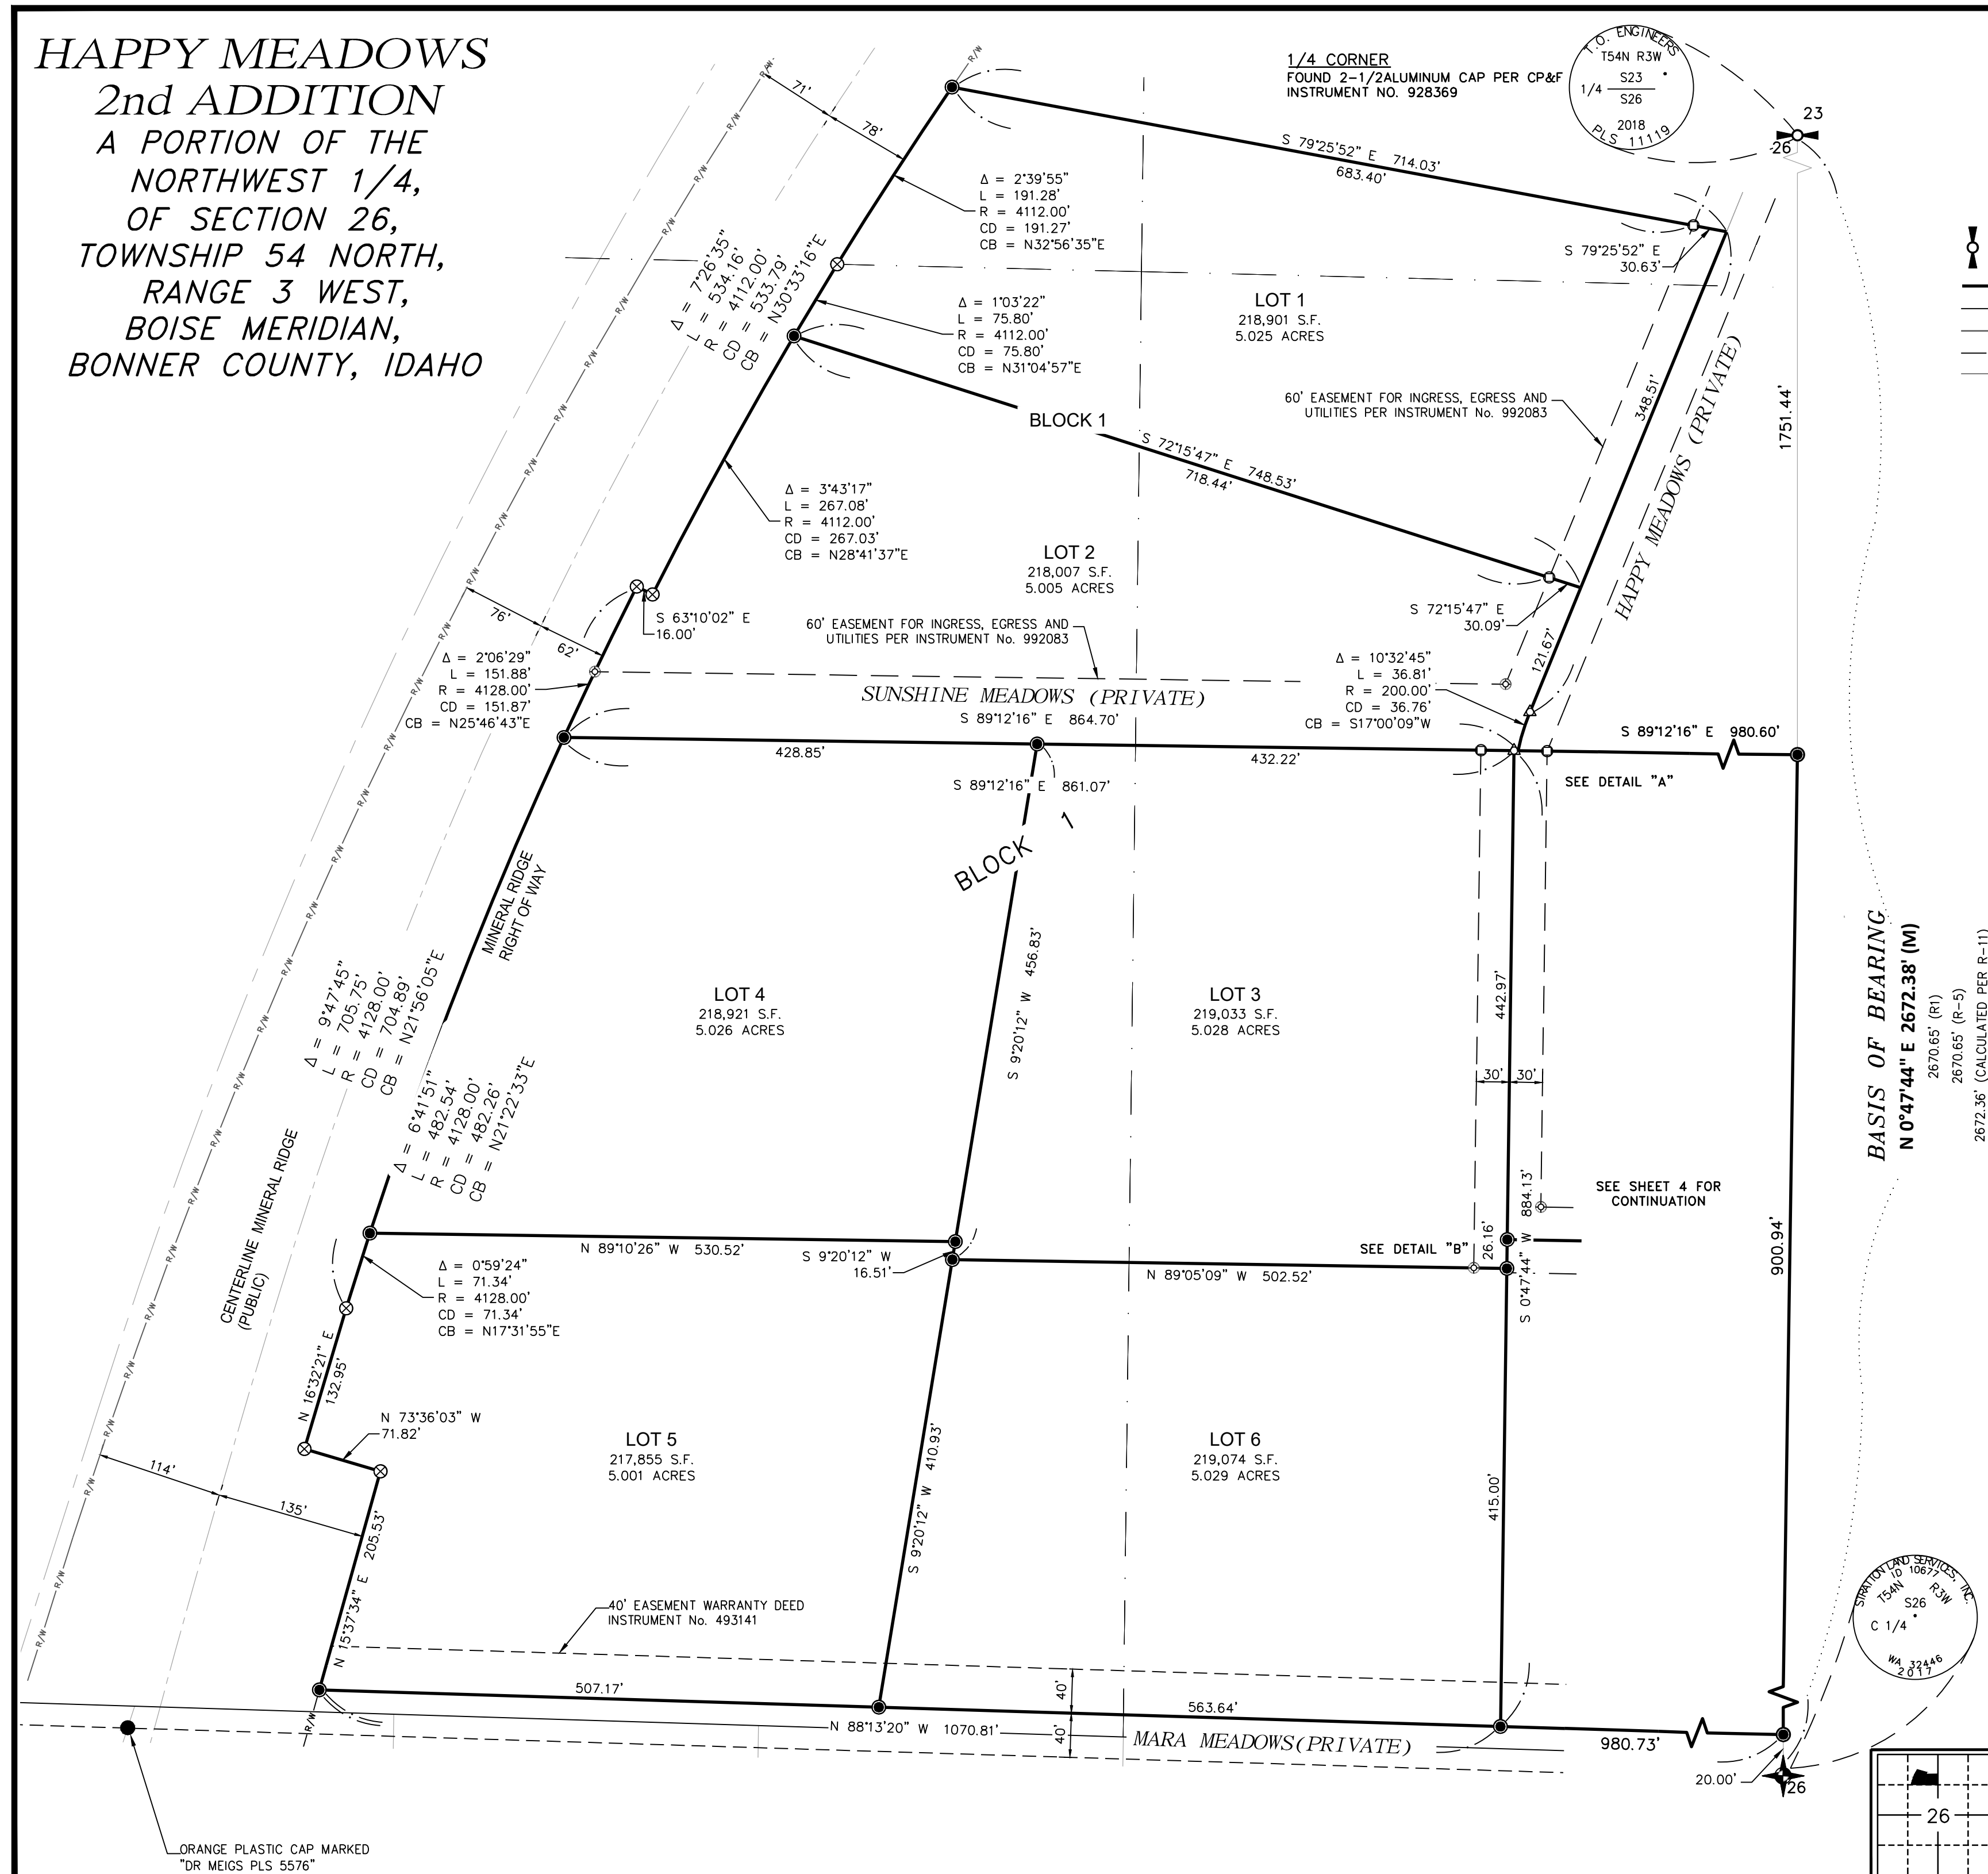 HAPPY MEADOWS
2nd ADDITION
A PORTION OF THE
NORTHWEST 1/4,
OF SECTION 26,
TOWNSHIP 54 NORTH,
RANGE 3 WEST,
BOISE MERIDIAN,
BONNER COUNTY, IDAHO
1/4 CORNER
FOUND 2-1/2ALUMINUM CAP PER CP&F
INSTRUMENT NO. 928369
T.O. ENGINEERS
T54N R3W
S23
1/4
S26
2018
PLS 11119
23
26
R/W
71'
78'
S 79°25'52" E 714.03'
683.40'
S 79°25'52" E
30.63'
Δ = 2°39'55"
L = 191.28'
R = 4112.00'
CD = 191.27'
CB = N32°56'35"E
Δ = 7°26'35"
L = 534.16'
R = 4112.00'
CD = 533.79'
CB = N30°33'16"E
Δ = 1°03'22"
L = 75.80'
R = 4112.00'
CD = 75.80'
CB = N31°04'57"E
LOT 1
218,901 S.F.
5.025 ACRES
60' EASEMENT FOR INGRESS, EGRESS AND
UTILITIES PER INSTRUMENT No. 992083
348.51'
HAPPY MEADOWS (PRIVATE)
1751.44'
BLOCK 1
S 72°15'47" E 748.53'
718.44'
Δ = 3°43'17"
L = 267.08'
R = 4112.00'
CD = 267.03'
CB = N28°41'37"E
LOT 2
218,007 S.F.
5.005 ACRES
S 72°15'47" E
30.09'
S 63°10'02" E
16.00'
60' EASEMENT FOR INGRESS, EGRESS AND
UTILITIES PER INSTRUMENT No. 992083
76'
62'
Δ = 2°06'29"
L = 151.88'
R = 4128.00'
CD = 151.87'
CB = N25°46'43"E
121.67'
Δ = 10°32'45"
L = 36.81'
R = 200.00'
CD = 36.76'
CB = S17°00'09"W
SUNSHINE MEADOWS (PRIVATE)
S 89°12'16" E 864.70'
428.85'
432.22'
S 89°12'16" E 861.07'
S 89°12'16" E 980.60'
SEE DETAIL "A"
BLOCK 1
MINERAL RIDGE
RIGHT OF WAY
S 9°20'12" W 456.83'
442.97'
BASIS OF BEARING
N 0°47'44" E 2672.38' (M)
2670.65' (R1)
2670.65' (R-5)
2672.36' (CALCULATED PER R-11)
Δ = 9°47'45"
L = 705.75'
R = 4128.00'
CD = 704.89'
CB = N21°56'05"E
LOT 4
218,921 S.F.
5.026 ACRES
LOT 3
219,033 S.F.
5.028 ACRES
30'
30'
Δ = 6°41'51"
L = 482.54'
R = 4128.00'
CD = 482.26'
CB = N21°22'33"E
884.13'
S 0°47'44" W
SEE SHEET 4 FOR
CONTINUATION
900.94'
CENTERLINE MINERAL RIDGE
(PUBLIC)
N 89°10'26" W 530.52'
S 9°20'12" W
16.51'
SEE DETAIL "B"
26.16'
N 89°05'09" W 502.52'
Δ = 0°59'24"
L = 71.34'
R = 4128.00'
CD = 71.34'
CB = N17°31'55"E
N 16°32'21" E
132.95'
N 73°36'03" W
71.82'
LOT 5
217,855 S.F.
5.001 ACRES
S 9°20'12" W 410.93'
LOT 6
219,074 S.F.
5.029 ACRES
415.00'
114'
135'
N 15°37'34" E 205.53'
40' EASEMENT WARRANTY DEED
INSTRUMENT No. 493141
STRATTON LAND SERVICES, INC.
ID 10677
T54N R3W
S26
C 1/4
WA 32446
2017
507.17'
40'
563.64'
R/W
N 88°13'20" W 1070.81'
40'
MARA MEADOWS(PRIVATE)
980.73'
20.00'
26
26
ORANGE PLASTIC CAP MARKED
"DR MEIGS PLS 5576"